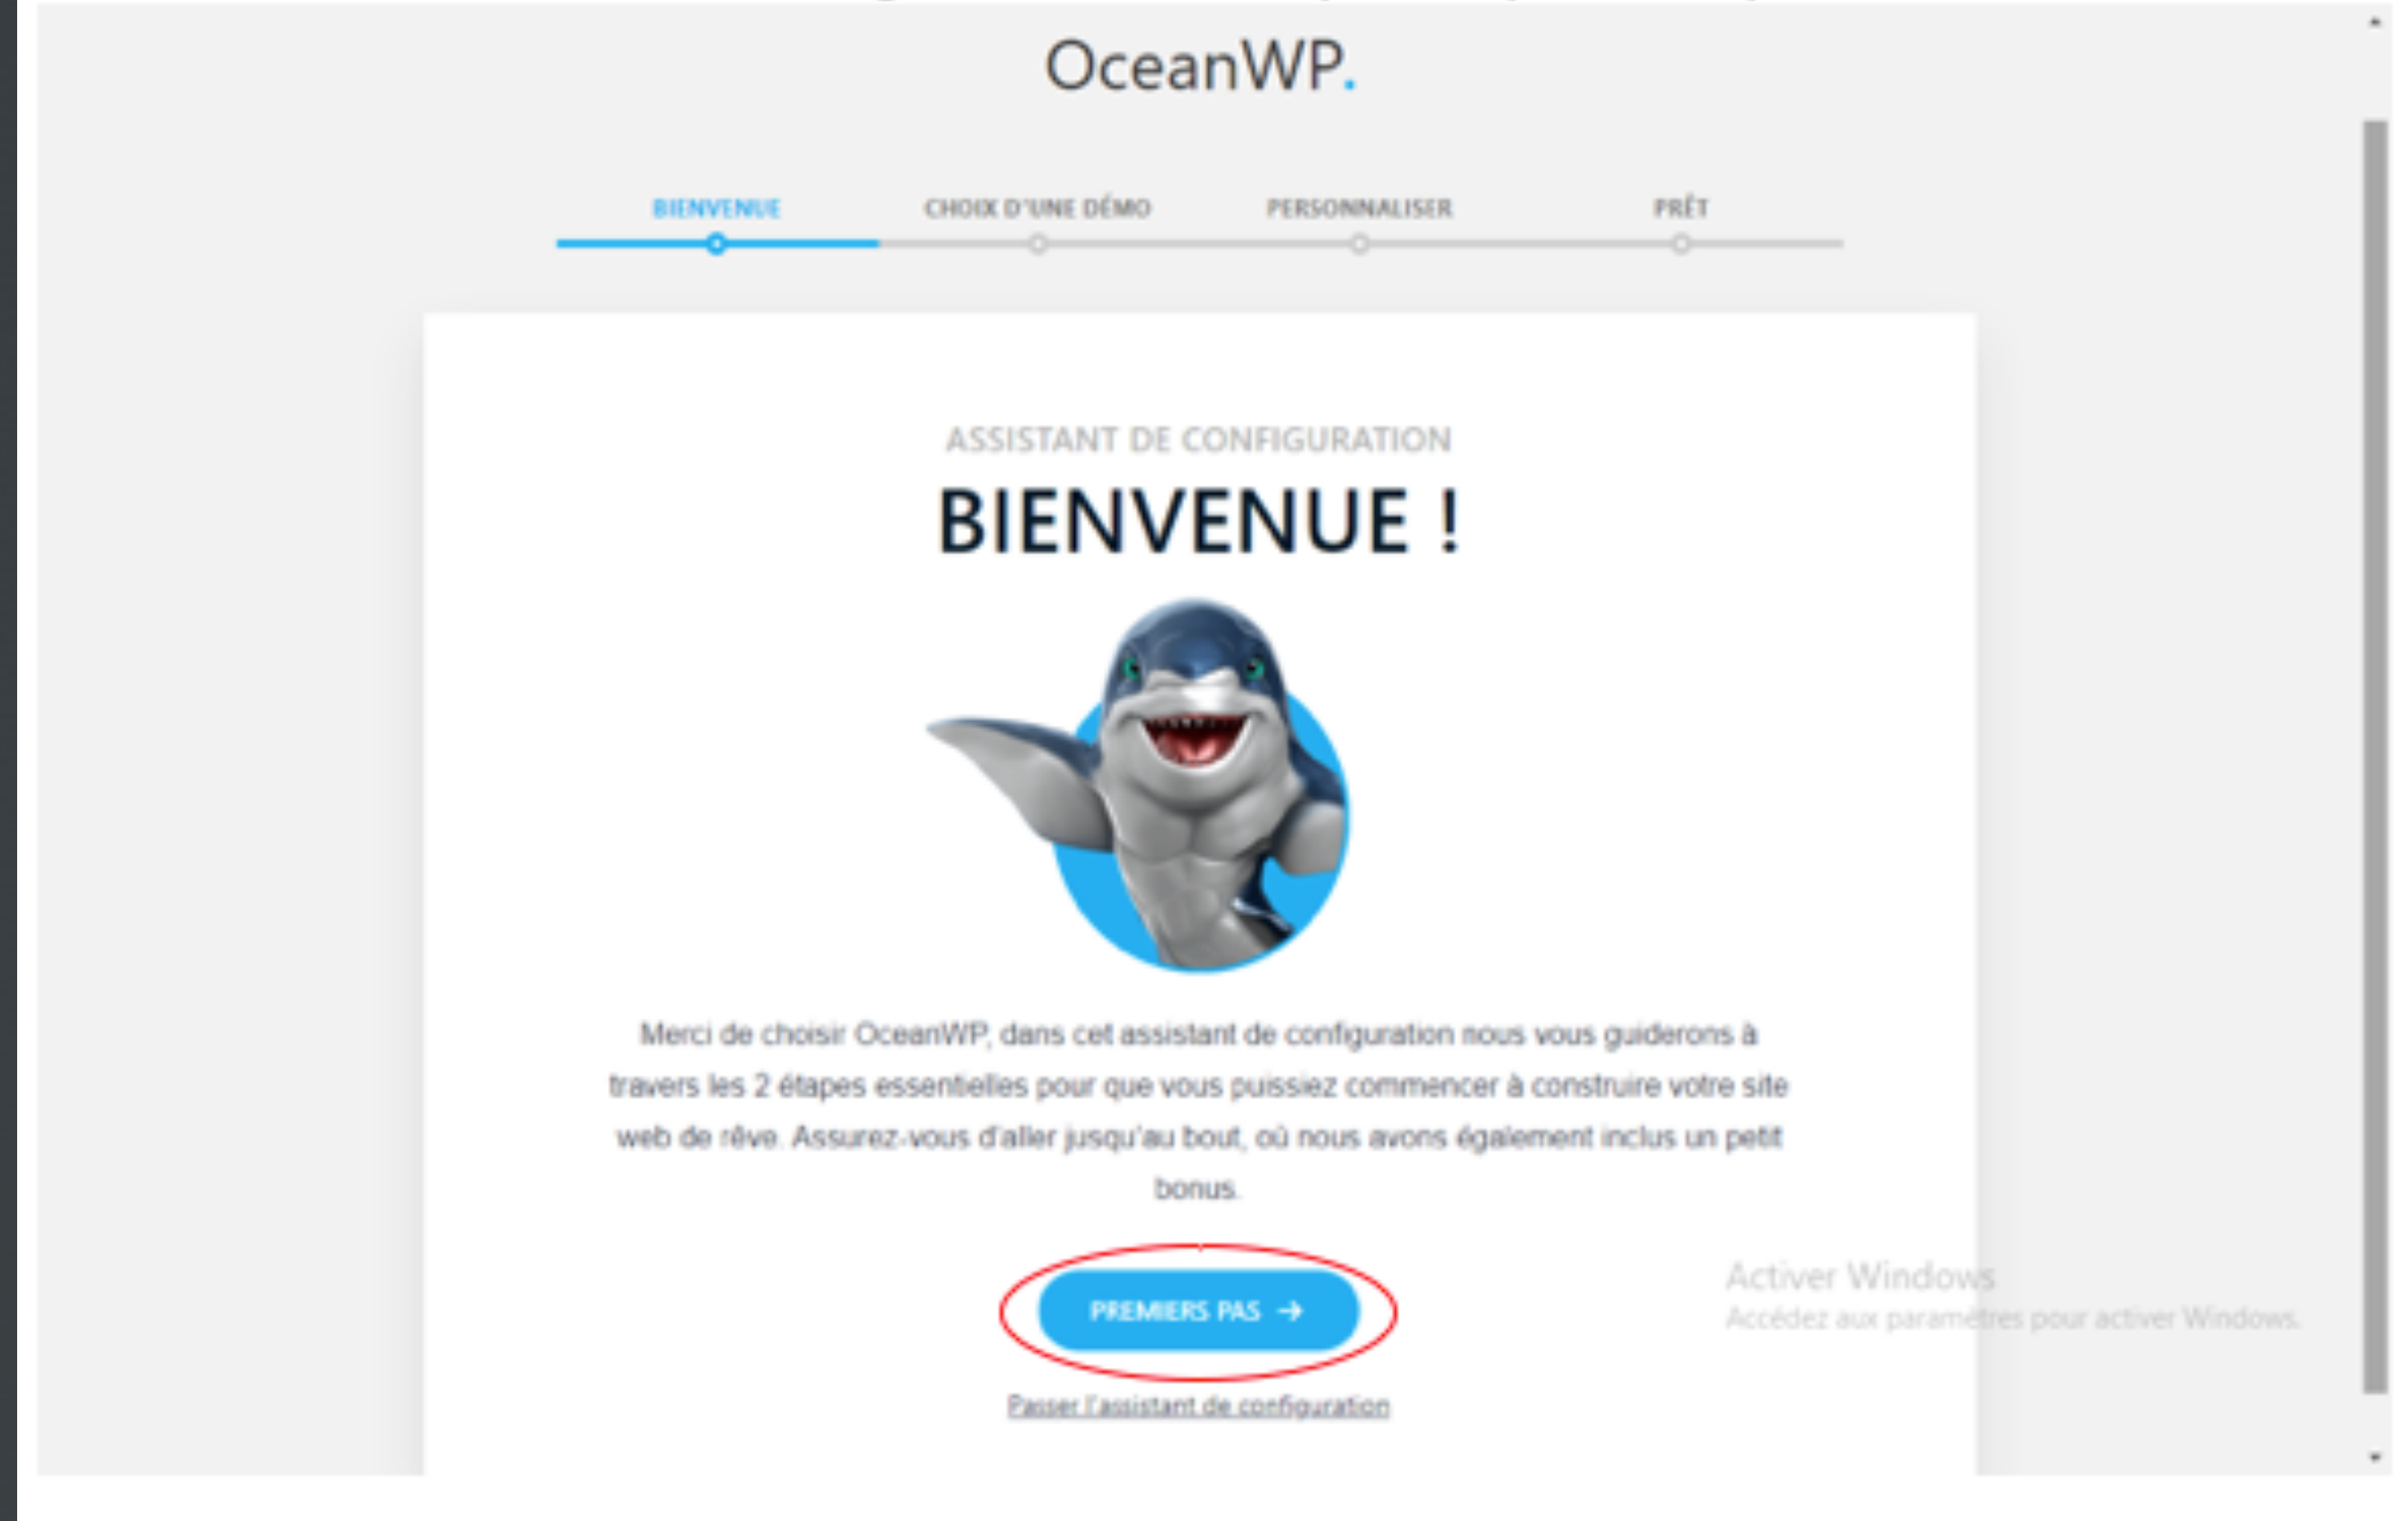 OceanWP.
BIENVENUE
CHOIX D'UNE DÉMO
PERSONNALISER
PRÊT
ASSISTANT DE CONFIGURATION
BIENVENUE !
Merci de choisir OceanWP, dans cet assistant de configuration nous vous guiderons à
travers les 2 étapes essentielles pour que vous puissiez commencer à construire votre site
web de rêve. Assurez-vous d'aller jusqu'au bout, où nous avons également inclus un petit
bonus.
PREMIERS PAS →
Passer l'assistant de configuration
Activer Windows
Accédez aux paramètres pour activer Windows.